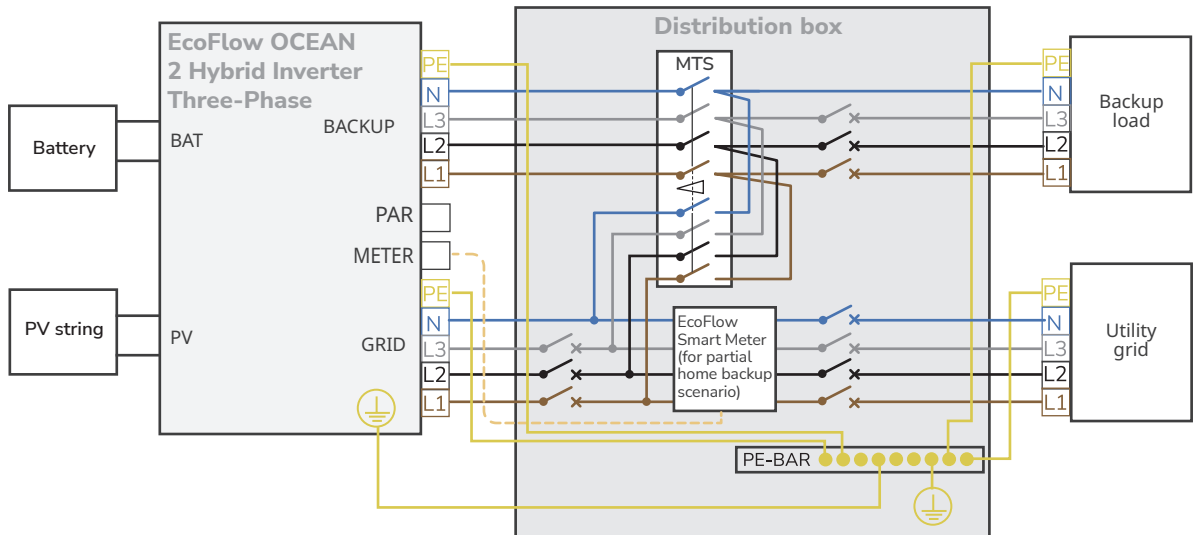 EcoFlow OCEAN
2 Hybrid Inverter
Three-Phase
Battery
PV string
BAT
PV
BACKUP
PAR
METER
GRID
PE
N
L3
L2
L1
PE
N
L3
L2
L1
Distribution box
MTS
EcoFlow
Smart Meter
(for partial
home backup
scenario)
PE-BAR
PE
N
L3
L2
L1
Backup
load
PE
N
L3
L2
L1
Utility
grid